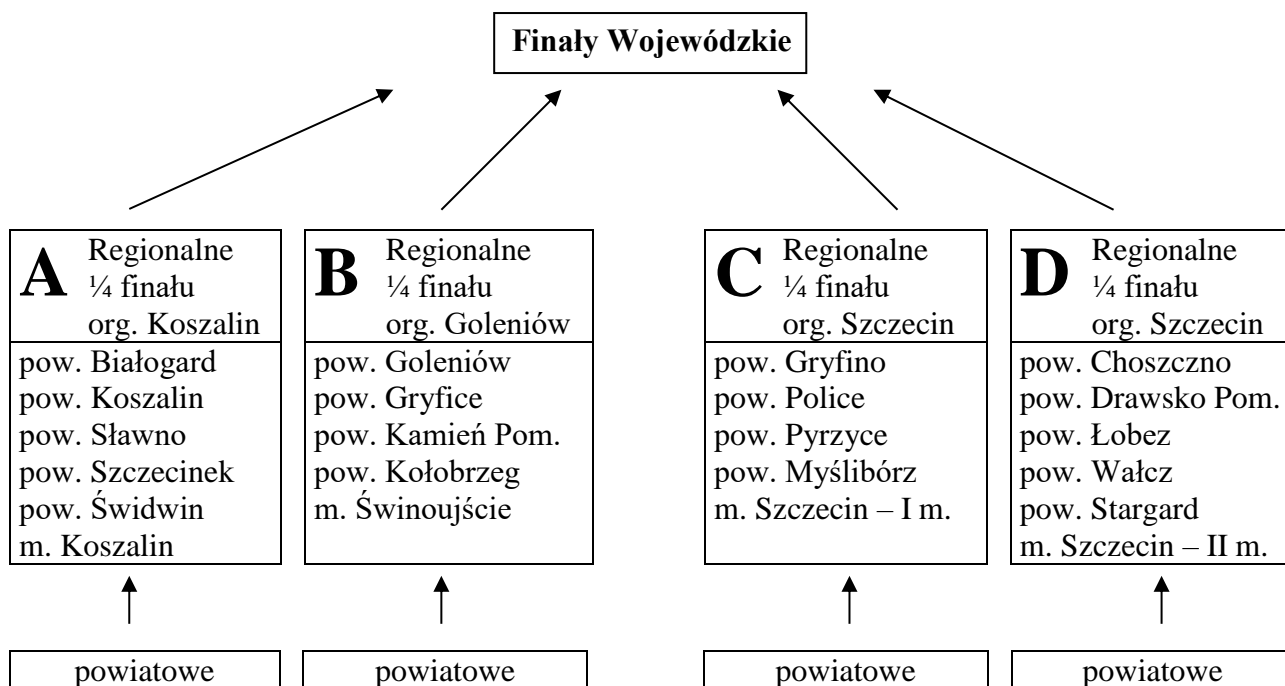 Finały Wojewódzkie
A
Regionalne
¼ finału
org. Koszalin
pow. Białogard
pow. Koszalin
pow. Sławno
pow. Szczecinek
pow. Świdwin
m. Koszalin
B
Regionalne
¼ finału
org. Goleniów
pow. Goleniów
pow. Gryfice
pow. Kamień Pom.
pow. Kołobrzeg
m. Świnoujście
C
Regionalne
¼ finału
org. Szczecin
pow. Gryfino
pow. Police
pow. Pyrzyce
pow. Myślibórz
m. Szczecin – I m.
D
Regionalne
¼ finału
org. Szczecin
pow. Choszczno
pow. Drawsko Pom.
pow. Łobez
pow. Wałcz
pow. Stargard
m. Szczecin – II m.
powiatowe
powiatowe
powiatowe
powiatowe